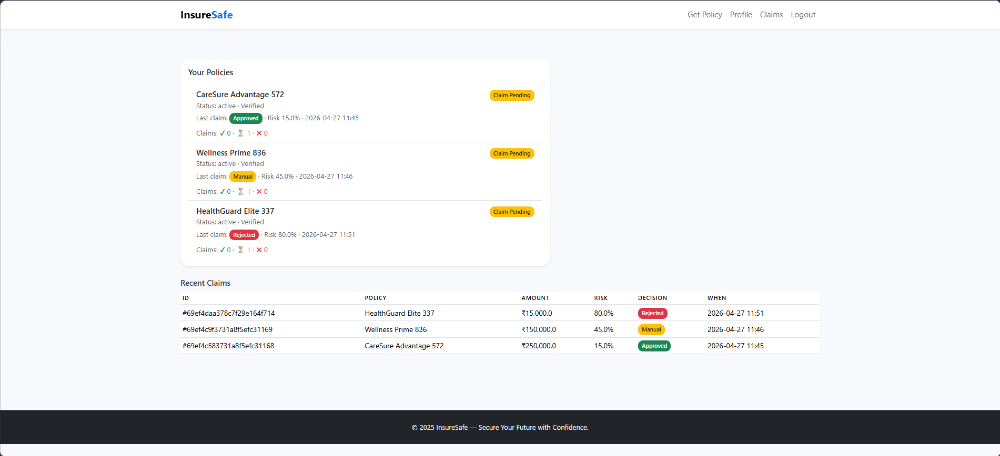 InsureSafe Get Policy Profile Claims Logout
Your Policies
CareSure Advantage 572 Claim Pending
Status: active · Verified
Last claim: Approved · Risk 15.0% · 2026-04-27 11:45
Claims: ✓ 0 · ⏳ 1 · ✕ 0
Wellness Prime 836 Claim Pending
Status: active · Verified
Last claim: Manual · Risk 45.0% · 2026-04-27 11:46
Claims: ✓ 0 · ⏳ 1 · ✕ 0
HealthGuard Elite 337 Claim Pending
Status: active · Verified
Last claim: Rejected · Risk 80.0% · 2026-04-27 11:51
Claims: ✓ 0 · ⏳ 1 · ✕ 0
Recent Claims
ID POLICY AMOUNT RISK DECISION WHEN
#69ef4daa378c7f29e164f714 HealthGuard Elite 337 ₹15,000.0 80.0% Rejected 2026-04-27 11:51
#69ef4c9f3731a8f5efc31169 Wellness Prime 836 ₹150,000.0 45.0% Manual 2026-04-27 11:46
#69ef4c583731a8f5efc31168 CareSure Advantage 572 ₹250,000.0 15.0% Approved 2026-04-27 11:45
© 2025 InsureSafe — Secure Your Future with Confidence.